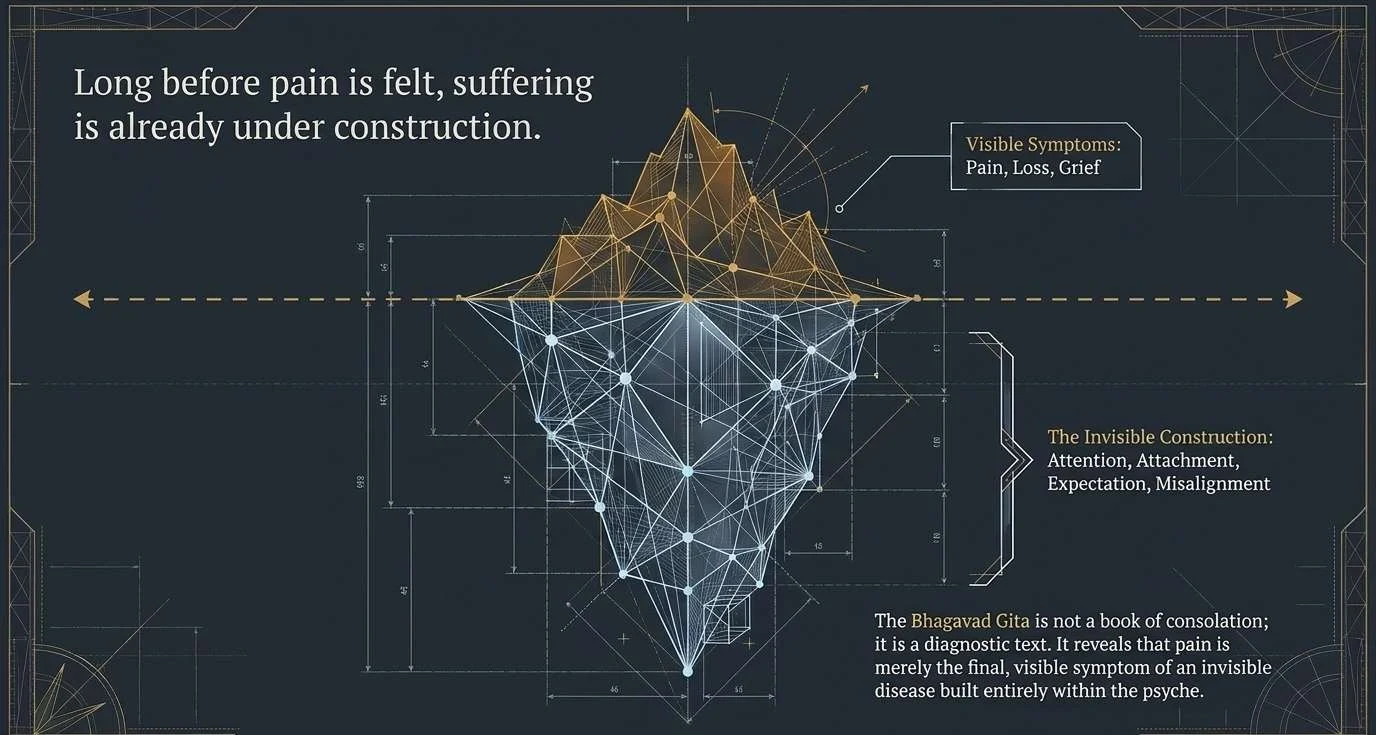 Long before pain is felt, suffering
is already under construction.
Visible Symptoms:
Pain, Loss, Grief
The Invisible Construction:
Attention, Attachment,
Expectation, Misalignment
The Bhagavad Gita is not a book of consolation;
it is a diagnostic text. It reveals that pain is
merely the final, visible symptom of an invisible
disease built entirely within the psyche.